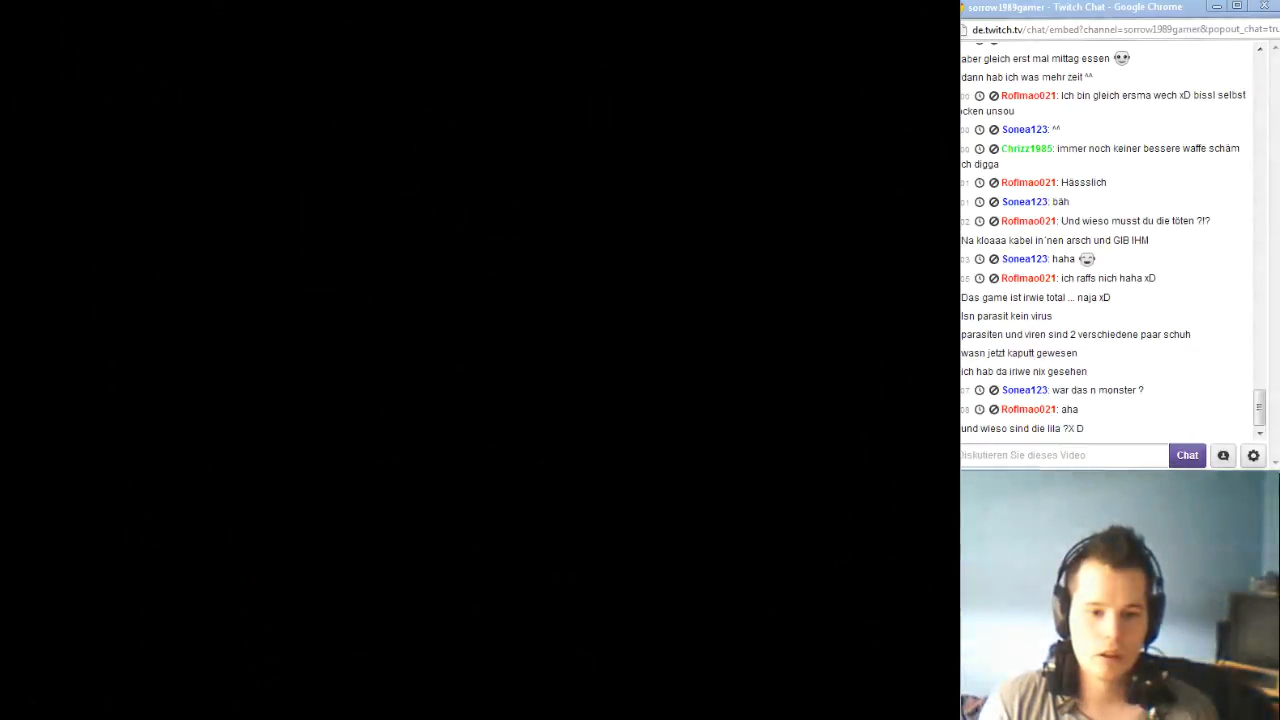 sorrow1989gamer - Twitch Chat - Google Chrome
de.twitch.tv/chat/embed?channel=sorrow1989gamer&popout_chat=tru
aber gleich erst mal mittag essen
dann hab ich was mehr zeit ^^
Roflmao021: Ich bin gleich ersma wech xD bissl selbst
ocken unsou
Sonea123: ^^
Chrizz1985: immer noch keiner bessere waffe schäm
ch digga
Roflmao021: Hässslich
Sonea123: bäh
Roflmao021: Und wieso musst du die töten ?!?
Na kloaaa kabel in´nen arsch und GIB IHM
Sonea123: haha
Roflmao021: ich raffs nich haha xD
Das game ist irwie total ... naja xD
Isn parasit kein virus
parasiten und viren sind 2 verschiedene paar schuh
wasn jetzt kaputt gewesen
ich hab da iriwe nix gesehen
Sonea123: war das n monster ?
Roflmao021: aha
und wieso sind die lila ?X D
Diskutieren Sie dieses Video Chat